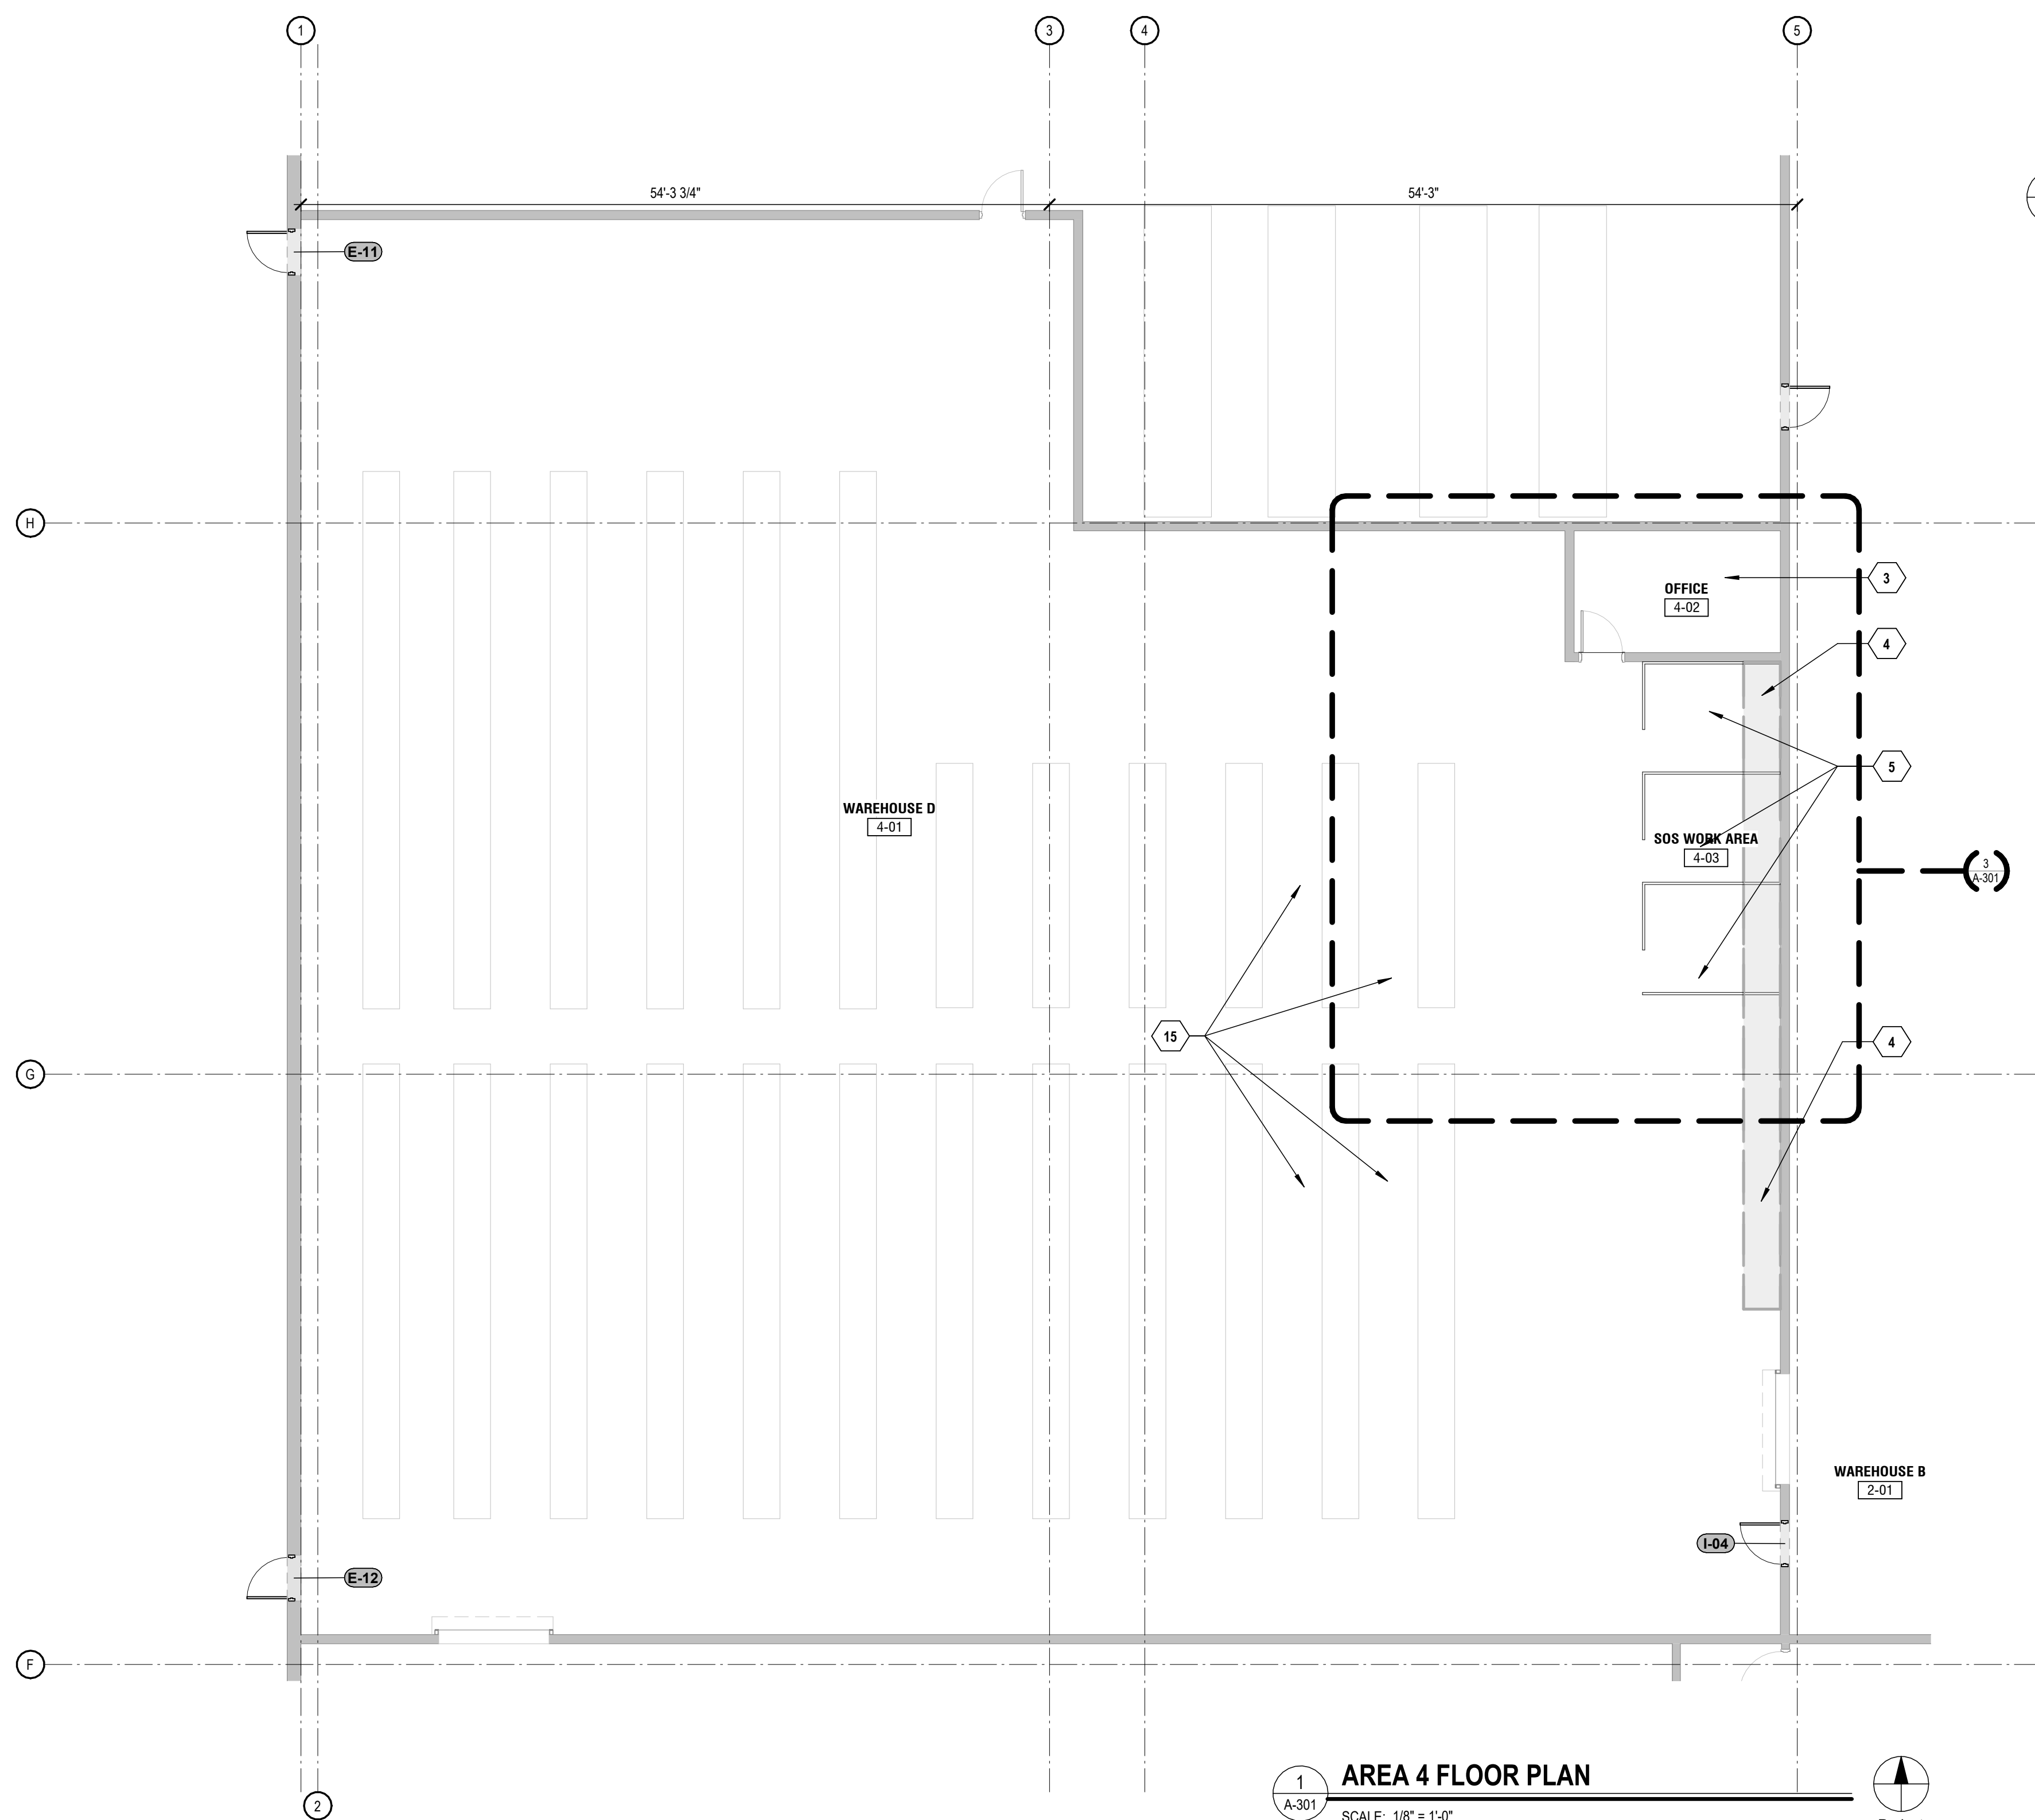 1
3
4
5
54'-3 3/4"
54'-3"
E-11
H
OFFICE
4-02
3
4
5
WAREHOUSE D
4-01
SOS WORK AREA
4-03
3
A-301
15
4
G
WAREHOUSE B
2-01
I-04
E-12
F
1
A-301
AREA 4 FLOOR PLAN
SCALE: 1/8" = 1'-0"
2